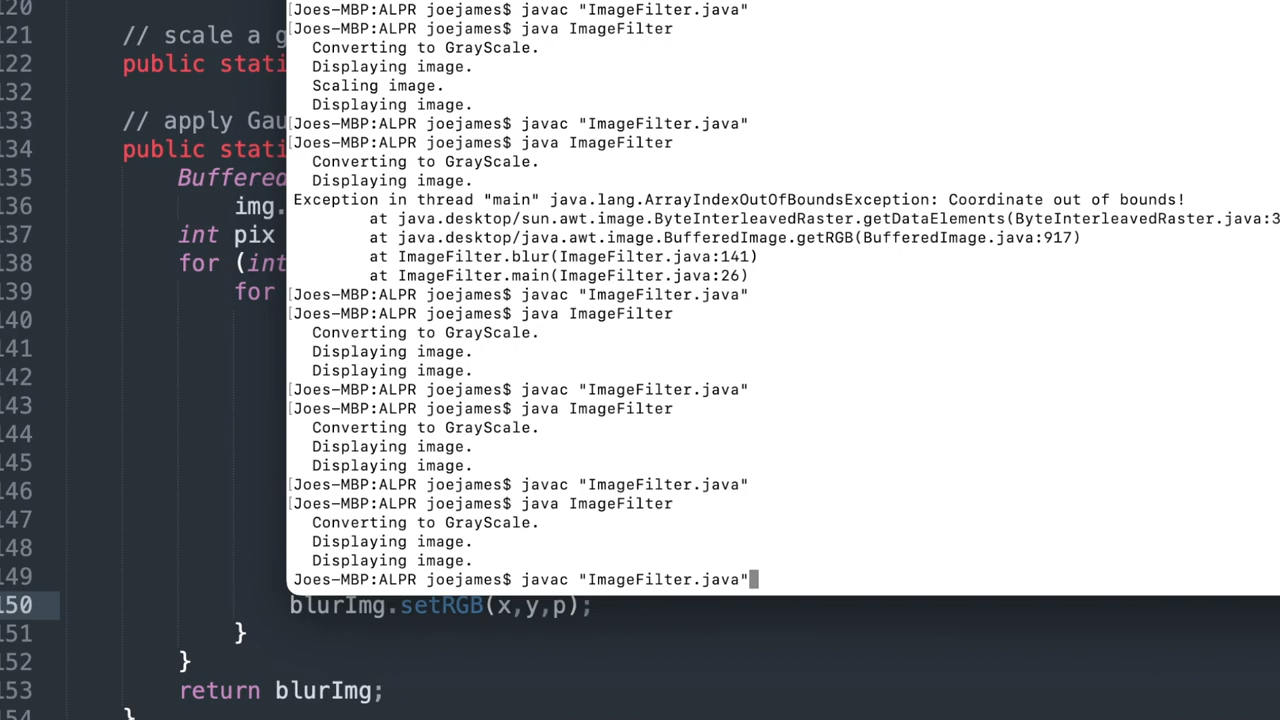 120
121 // scale a g
122 public stati
132
133 // apply Gau
134 public stati
135 Buffered
136 img.
137 int pix
138 for (int
139 for
140
141
142
143
144
145
146
147
148
149
150 blurImg.setRGB(x,y,p);
151 }
152 }
153 return blurImg;
154 }
[Joes-MBP:ALPR joejames$ javac "ImageFilter.java"
[Joes-MBP:ALPR joejames$ java ImageFilter
Converting to GrayScale.
Displaying image.
Scaling image.
Displaying image.
[Joes-MBP:ALPR joejames$ javac "ImageFilter.java"
[Joes-MBP:ALPR joejames$ java ImageFilter
Converting to GrayScale.
Displaying image.
Exception in thread "main" java.lang.ArrayIndexOutOfBoundsException: Coordinate out of bounds!
at java.desktop/sun.awt.image.ByteInterleavedRaster.getDataElements(ByteInterleavedRaster.java:3
at java.desktop/java.awt.image.BufferedImage.getRGB(BufferedImage.java:917)
at ImageFilter.blur(ImageFilter.java:141)
at ImageFilter.main(ImageFilter.java:26)
[Joes-MBP:ALPR joejames$ javac "ImageFilter.java"
[Joes-MBP:ALPR joejames$ java ImageFilter
Converting to GrayScale.
Displaying image.
Displaying image.
[Joes-MBP:ALPR joejames$ javac "ImageFilter.java"
[Joes-MBP:ALPR joejames$ java ImageFilter
Converting to GrayScale.
Displaying image.
Displaying image.
[Joes-MBP:ALPR joejames$ javac "ImageFilter.java"
[Joes-MBP:ALPR joejames$ java ImageFilter
Converting to GrayScale.
Displaying image.
Displaying image.
Joes-MBP:ALPR joejames$ javac "ImageFilter.java"